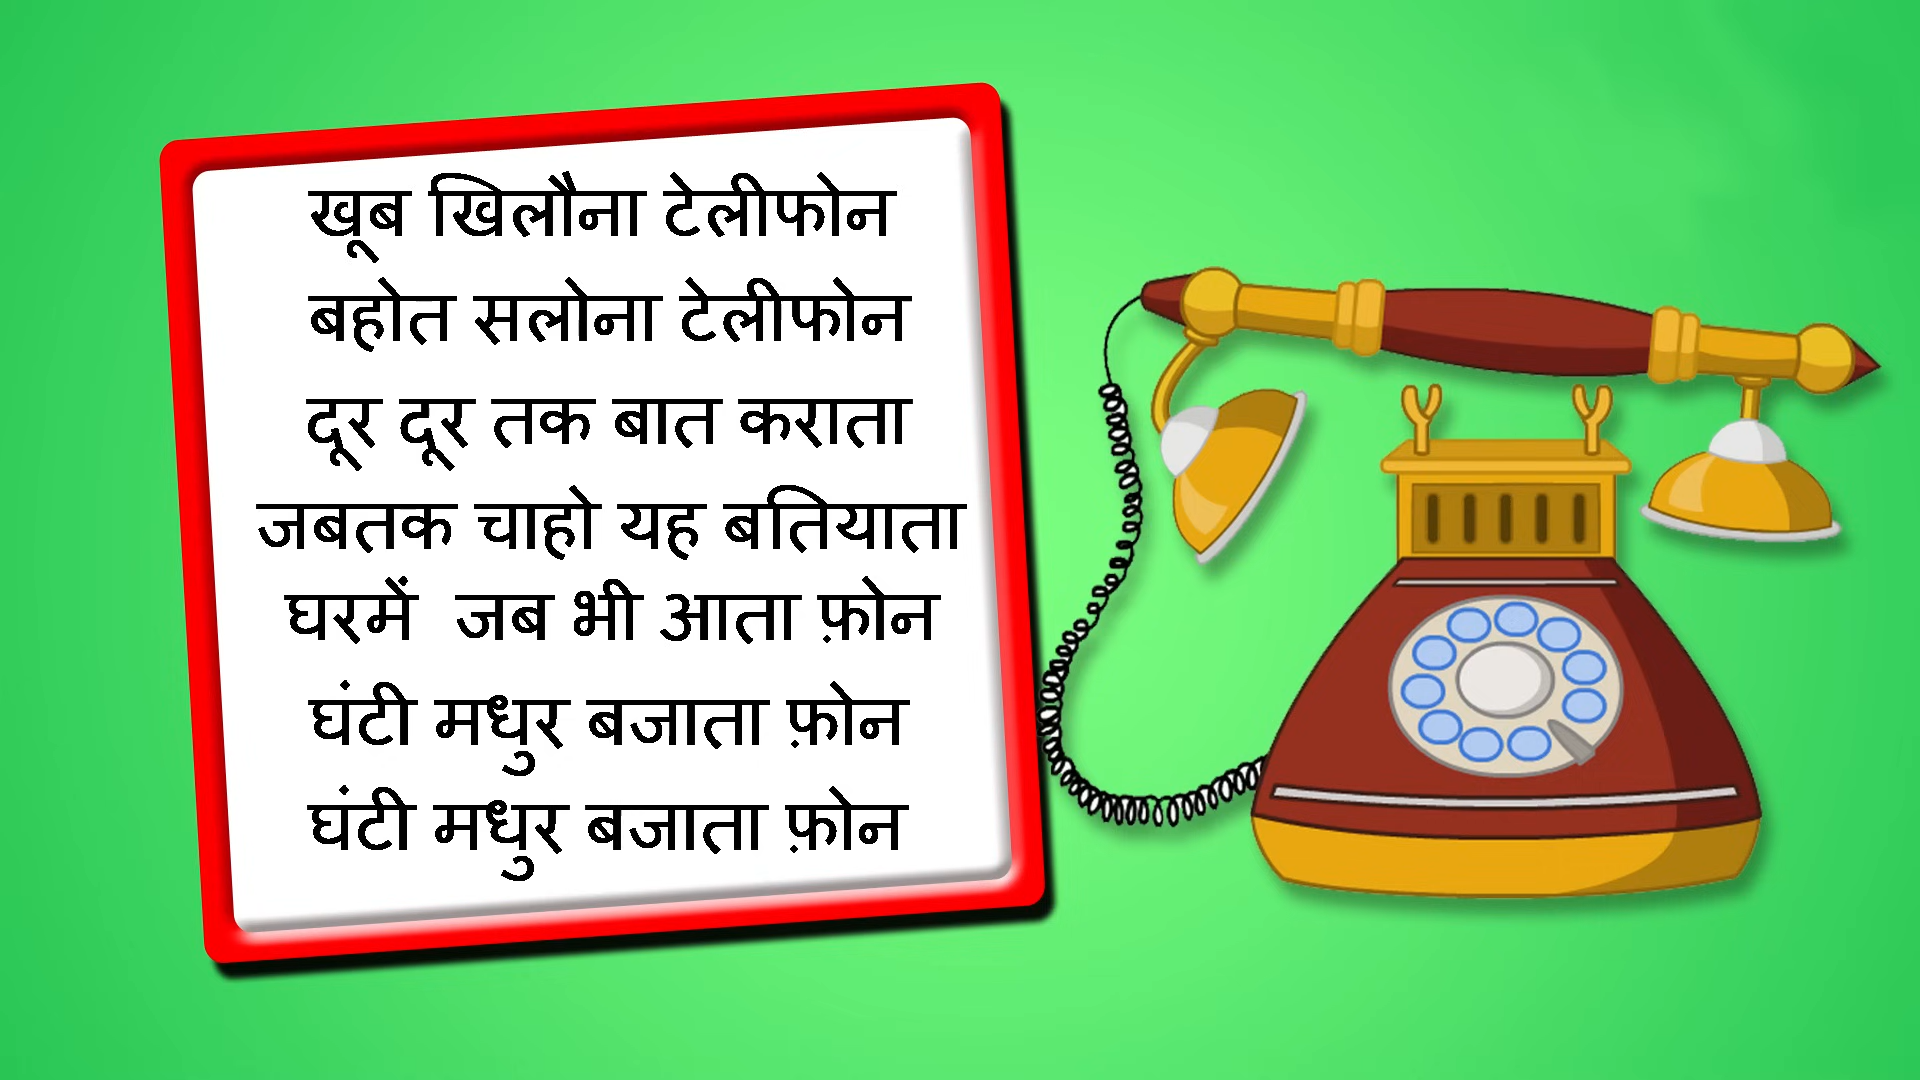 खूब खिलौना टेलीफोन
बहोत सलोना टेलीफोन
दूर दूर तक बात कराता
जबतक चाहो यह बतियाता
घरमें  जब भी आता फ़ोन
घंटी मधुर बजाता फ़ोन
घंटी मधुर बजाता फ़ोन